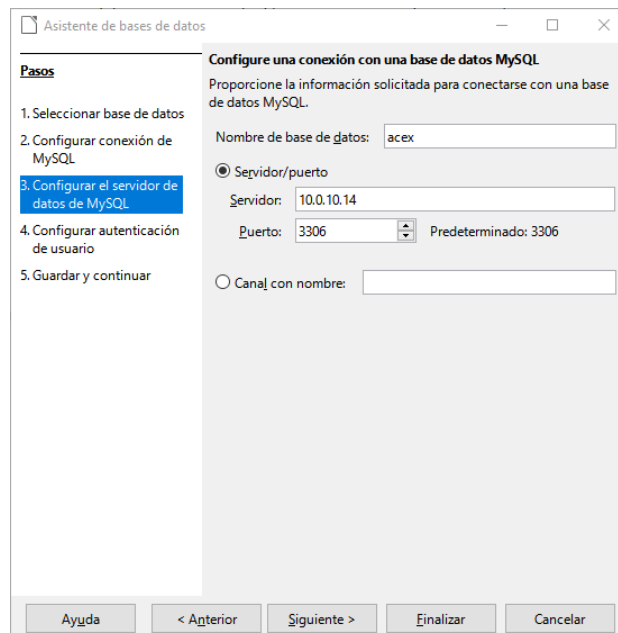 Asistente de bases de datos
Pasos
1. Seleccionar base de datos
2. Configurar conexión de
MySQL
3. Configurar el servidor de
datos de MySQL
4. Configurar autenticación
de usuario
5. Guardar y continuar
Configure una conexión con una base de datos MySQL
Proporcione la información solicitada para conectarse con una base
de datos MySQL.
Nombre de base de datos: acex
Servidor/puerto
Servidor: 10.0.10.14
Puerto: 3306 Predeterminado: 3306
Canal con nombre:
Ayuda < Anterior Siguiente > Finalizar Cancelar